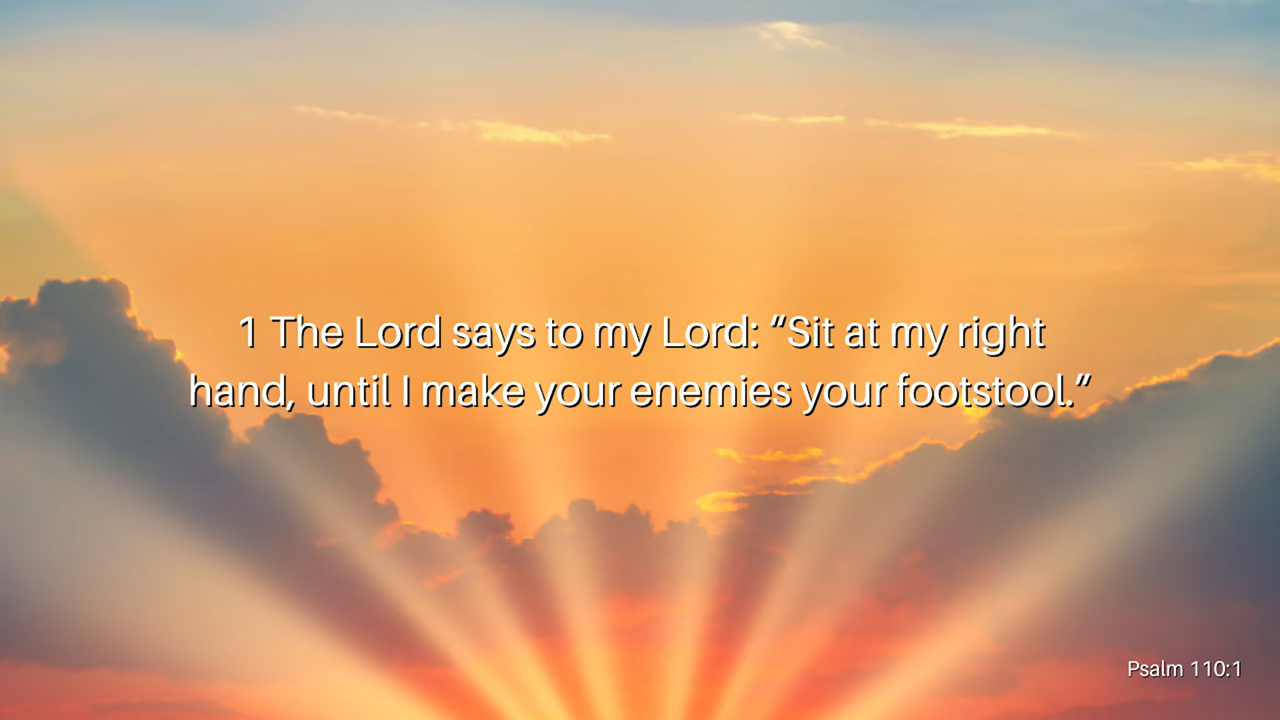 1 The Lord says to my Lord: “Sit at my right
hand, until I make your enemies your footstool.”
Psalm 110:1